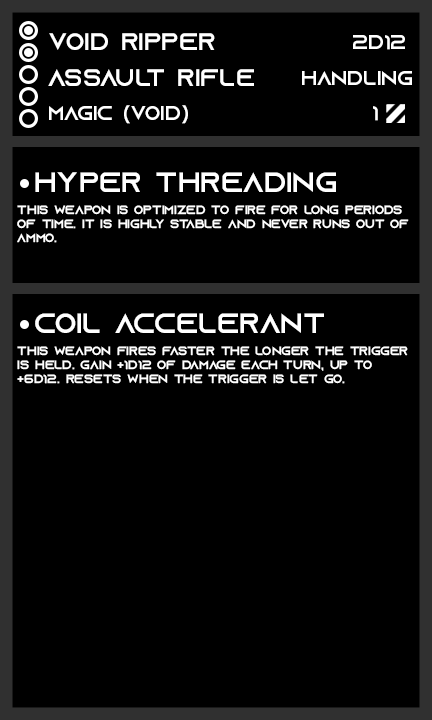 VOID RIPPER 2D12
ASSAULT RIFLE HANDLING
MAGIC (VOID) 1
•HYPER THREADING
THIS WEAPON IS OPTIMIZED TO FIRE FOR LONG PERIODS
OF TIME. IT IS HIGHLY STABLE AND NEVER RUNS OUT OF
AMMO.
•COIL ACCELERANT
THIS WEAPON FIRES FASTER THE LONGER THE TRIGGER
IS HELD. GAIN +1D12 OF DAMAGE EACH TURN, UP TO
+6D12. RESETS WHEN THE TRIGGER IS LET GO.